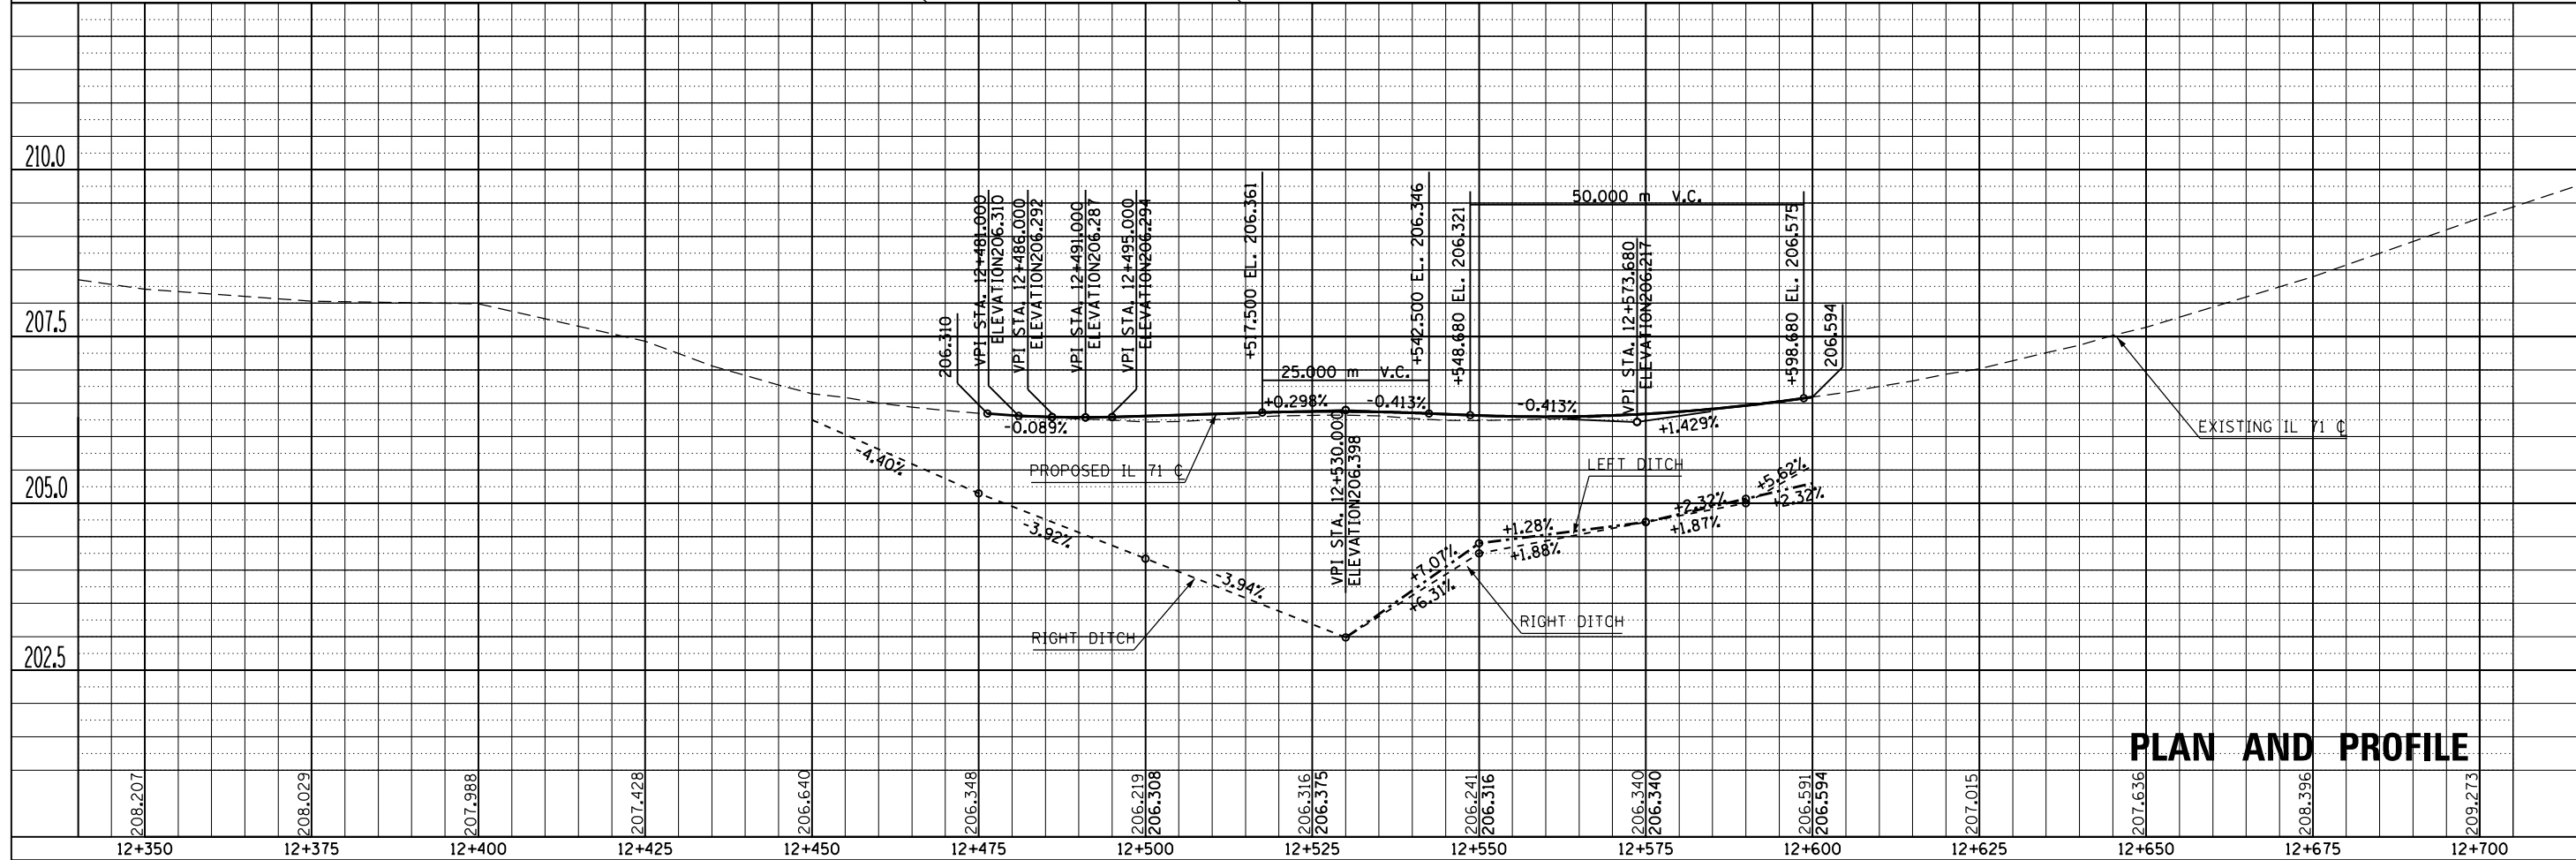 210.0
207.5
205.0
202.5
206.310
VPI STA. 12+481.000
ELEVATION206.310
VPI STA. 12+486.000
ELEVATION206.292
VPI STA. 12+491.000
ELEVATION206.287
VPI STA. 12+495.000
ELEVATION206.294
+517.500 EL. 206.361
+542.500 EL. 206.346
25.000 m V.C.
+548.680 EL. 206.321
50.000 m V.C.
VPI STA. 12+573.680
ELEVATION206.217
+598.680 EL. 206.575
206.594
-0.089%
+0.298%
-0.413%
-0.413%
+1.429%
VPI STA. 12+530.000
ELEVATION206.398
PROPOSED IL 71 ℄
EXISTING IL 71 ℄
LEFT DITCH
RIGHT DITCH
RIGHT DITCH
-4.40%
-3.92%
-3.94%
+7.07%
+6.31%
+1.28%
+1.88%
+2.32%
+1.87%
+5.62%
+2.32%
PLAN AND PROFILE
208.207
208.029
207.988
207.428
206.640
206.348
206.219
206.308
206.316
206.375
206.241
206.316
206.340
206.340
206.591
206.594
207.015
207.636
208.396
209.273
12+350 12+375 12+400 12+425 12+450 12+475 12+500 12+525 12+550 12+575 12+600 12+625 12+650 12+675 12+700